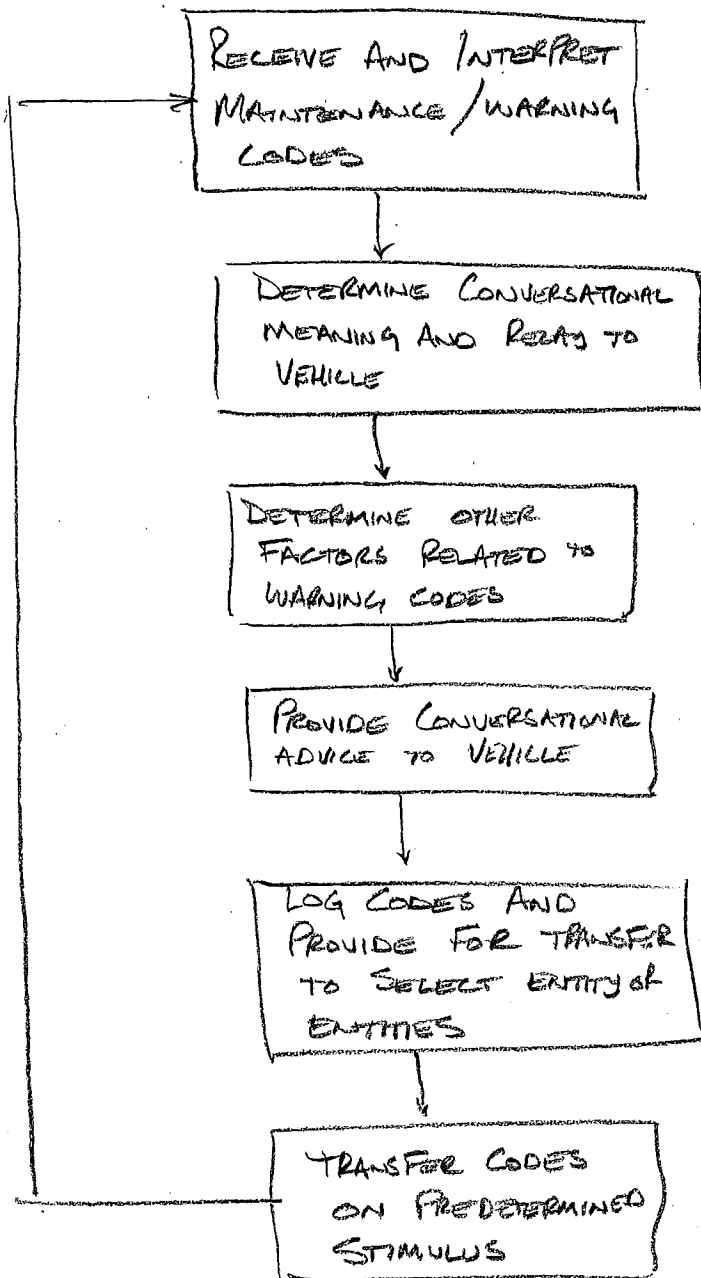 RECEIVE AND INTERPRET
MAINTENANCE/WARNING
CODES
DETERMINE CONVERSATIONAL
MEANING AND RELAY TO
VEHICLE
DETERMINE OTHER
FACTORS RELATED TO
WARNING CODES
PROVIDE CONVERSATIONAL
ADVICE TO VEHICLE
LOG CODES AND
PROVIDE FOR TRANSFER
TO SELECT ENTITY OR
ENTITIES
TRANSFER CODES
ON PREDETERMINED
STIMULUS